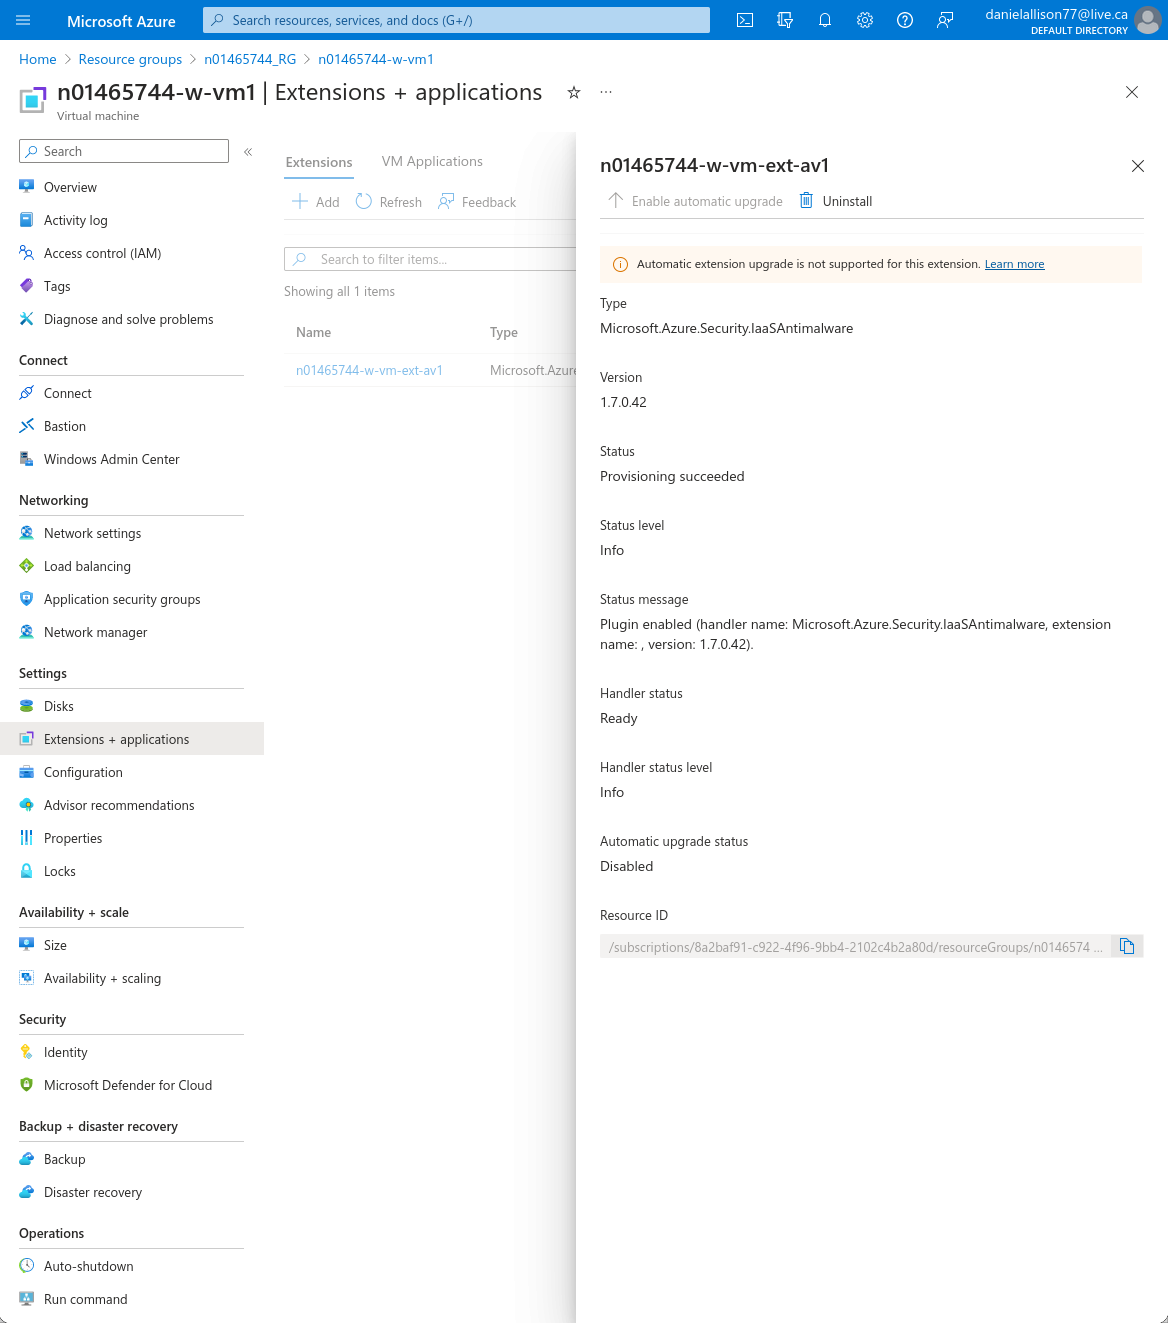 Microsoft Azure
Search resources, services, and docs (G+/)
danielallison77@live.ca
DEFAULT DIRECTORY
Home > Resource groups > n01465744_RG > n01465744-w-vm1
n01465744-w-vm1 | Extensions + applications
Virtual machine
Search
Overview
Activity log
Access control (IAM)
Tags
Diagnose and solve problems
Connect
Connect
Bastion
Windows Admin Center
Networking
Network settings
Load balancing
Application security groups
Network manager
Settings
Disks
Extensions + applications
Configuration
Advisor recommendations
Properties
Locks
Availability + scale
Size
Availability + scaling
Security
Identity
Microsoft Defender for Cloud
Backup + disaster recovery
Backup
Disaster recovery
Operations
Auto-shutdown
Run command
Extensions VM Applications
Add Refresh Feedback
Search to filter items...
Showing all 1 items
Name Type
n01465744-w-vm-ext-av1 Microsoft.Azure
n01465744-w-vm-ext-av1
Enable automatic upgrade Uninstall
Automatic extension upgrade is not supported for this extension. Learn more
Type
Microsoft.Azure.Security.IaaSAntimalware
Version
1.7.0.42
Status
Provisioning succeeded
Status level
Info
Status message
Plugin enabled (handler name: Microsoft.Azure.Security.IaaSAntimalware, extension
name: , version: 1.7.0.42).
Handler status
Ready
Handler status level
Info
Automatic upgrade status
Disabled
Resource ID
/subscriptions/8a2baf91-c922-4f96-9bb4-2102c4b2a80d/resourceGroups/n0146574 ...